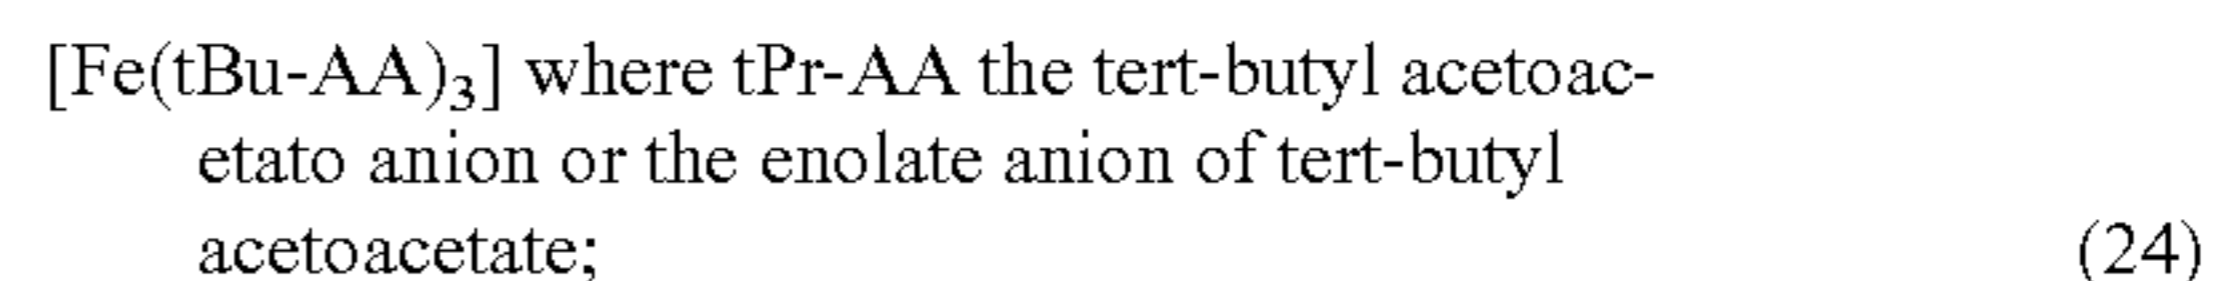 [Fe(tBu-AA)₃] where tPr-AA the tert-butyl acetoac-
etato anion or the enolate anion of tert-butyl
acetoacetate; (24)